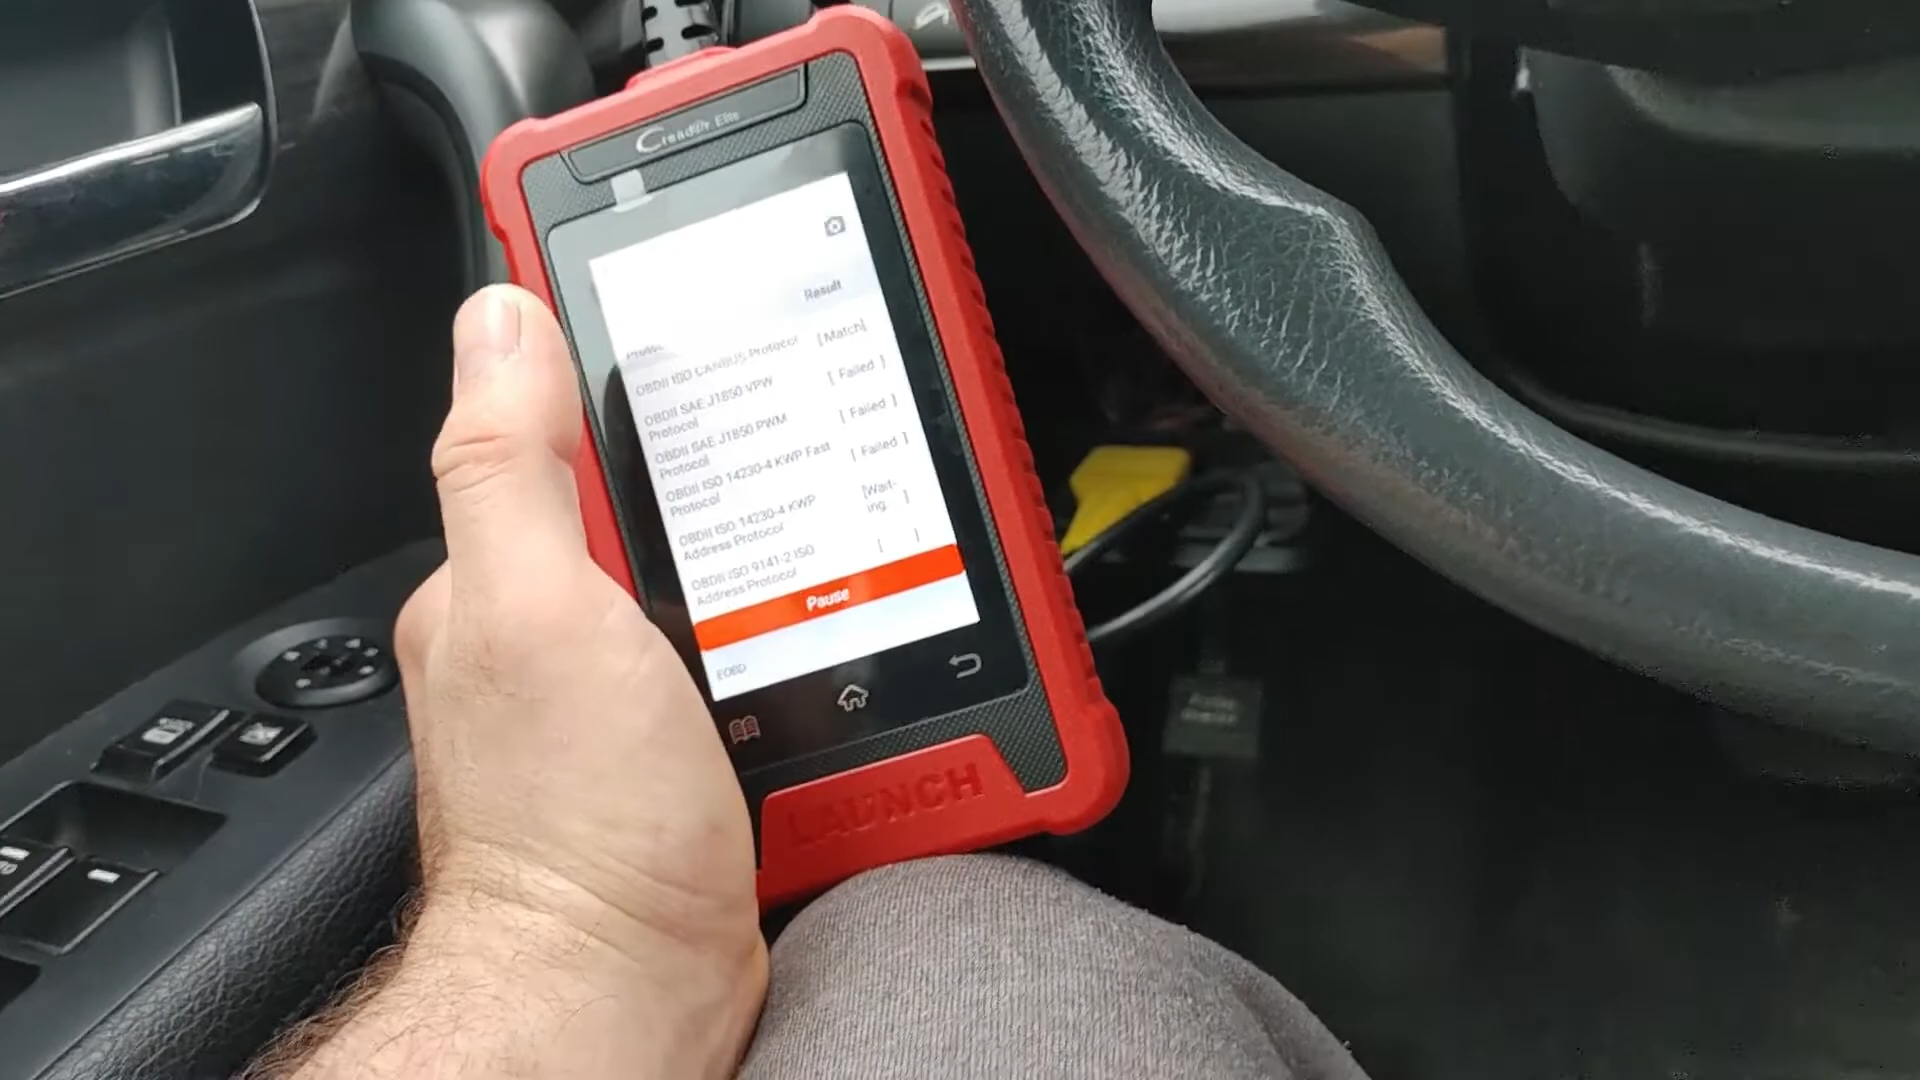 Creader Elite
Result
OBDII ISO CANBUS Protocol [Match]
OBDII SAE J1850 VPW [ Failed ]
Protocol
OBDII SAE J1850 PWM [ Failed ]
Protocol
OBDII ISO 14230-4 KWP Fast [ Failed ]
Protocol
OBDII ISO 14230-4 KWP [Wait-
Address Protocol ing ]
OBDII ISO 9141-2 ISO [ ]
Address Protocol
Pause
EOBD
LAUNCH